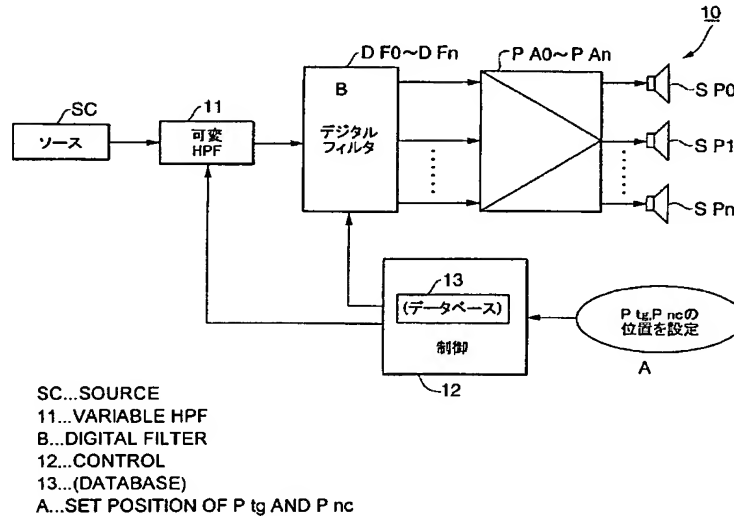 10
D F0～D Fn
P A0～P An
SC
11
B
ソース
可変
HPF
デジタル
フィルタ
S P0
S P1
S Pn
13
(データベース)
制御
12
P tg,P ncの
位置を設定
A
SC...SOURCE
11...VARIABLE HPF
B...DIGITAL FILTER
12...CONTROL
13...(DATABASE)
A...SET POSITION OF P tg AND P nc